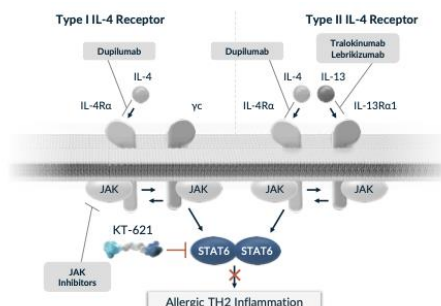 Type I IL-4 Receptor
Type II IL-4 Receptor
Dupilumab
Dupilumab
Tralokinumab
Lebrikizumab
IL-4
IL-4
IL-13
IL-4Rα
γc
IL-4Rα
IL-13Rα1
JAK
JAK
JAK
JAK
KT-621
STAT6
STAT6
JAK
Inhibitors
Allergic TH2 Inflammation